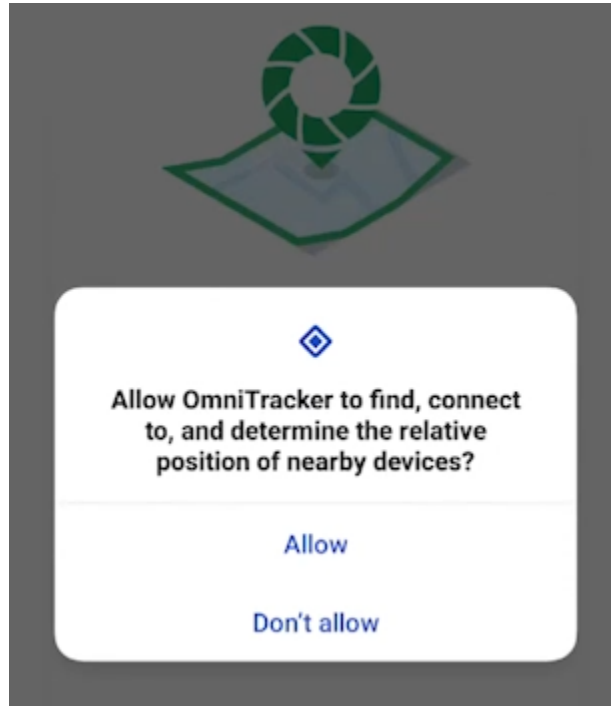 Allow OmniTracker to find, connect
to, and determine the relative
position of nearby devices?
Allow
Don't allow